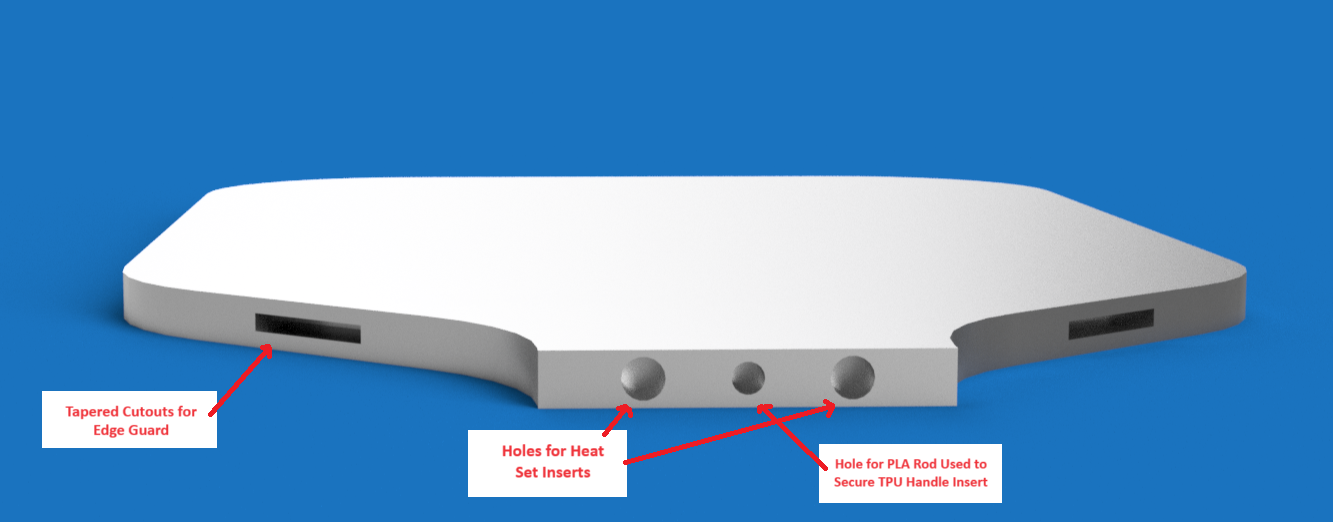 Tapered Cutouts for
Edge Guard
Holes for Heat
Set Inserts
Hole for PLA Rod Used to
Secure TPU Handle Insert